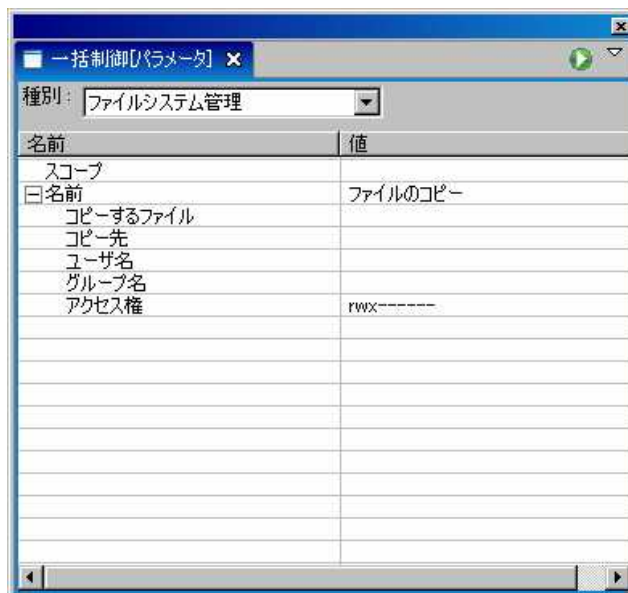 一括制御[パラメータ]
種別： ファイルシステム管理
名前 値
スコープ
名前 ファイルのコピー
コピーするファイル
コピー先
ユーザ名
グループ名
アクセス権 rwx------